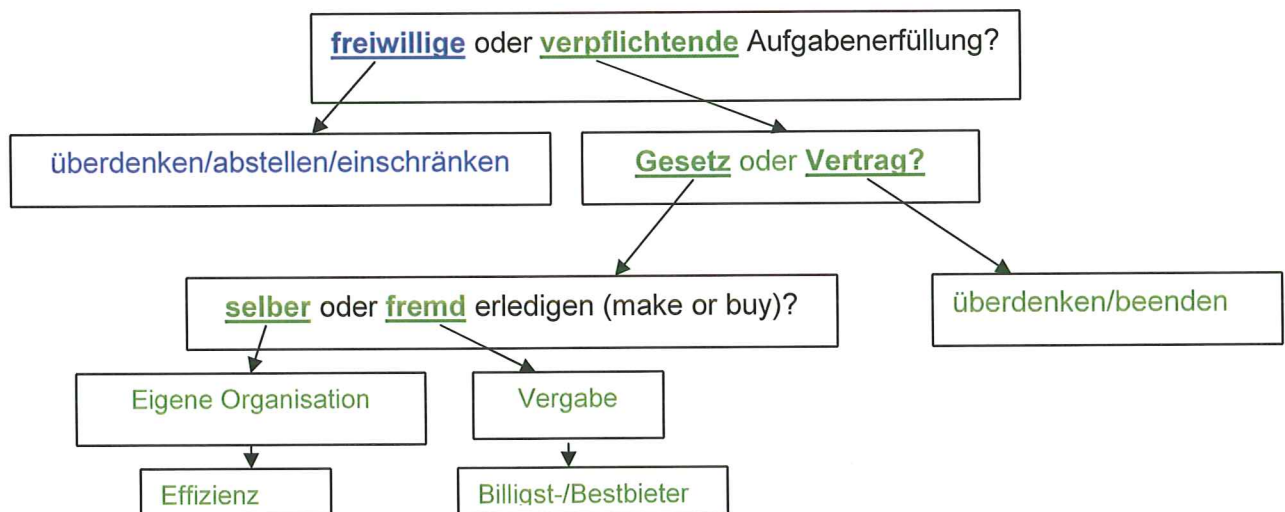 freiwillige oder verpflichtende Aufgabenerfüllung?
überdenken/abstellen/einschränken
Gesetz oder Vertrag?
selber oder fremd erledigen (make or buy)?
überdenken/beenden
Eigene Organisation
Vergabe
Effizienz
Billigst-/Bestbieter